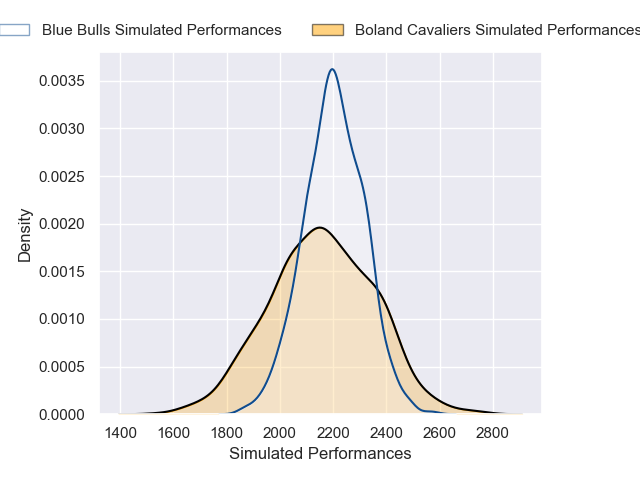 Blue Bulls Simulated Performances Boland Cavaliers Simulated Performances
0.0035
0.0030
0.0025
0.0020
0.0015
0.0010
0.0005
0.0000
Density
1400 1600 1800 2000 2200 2400 2600 2800
Simulated Performances